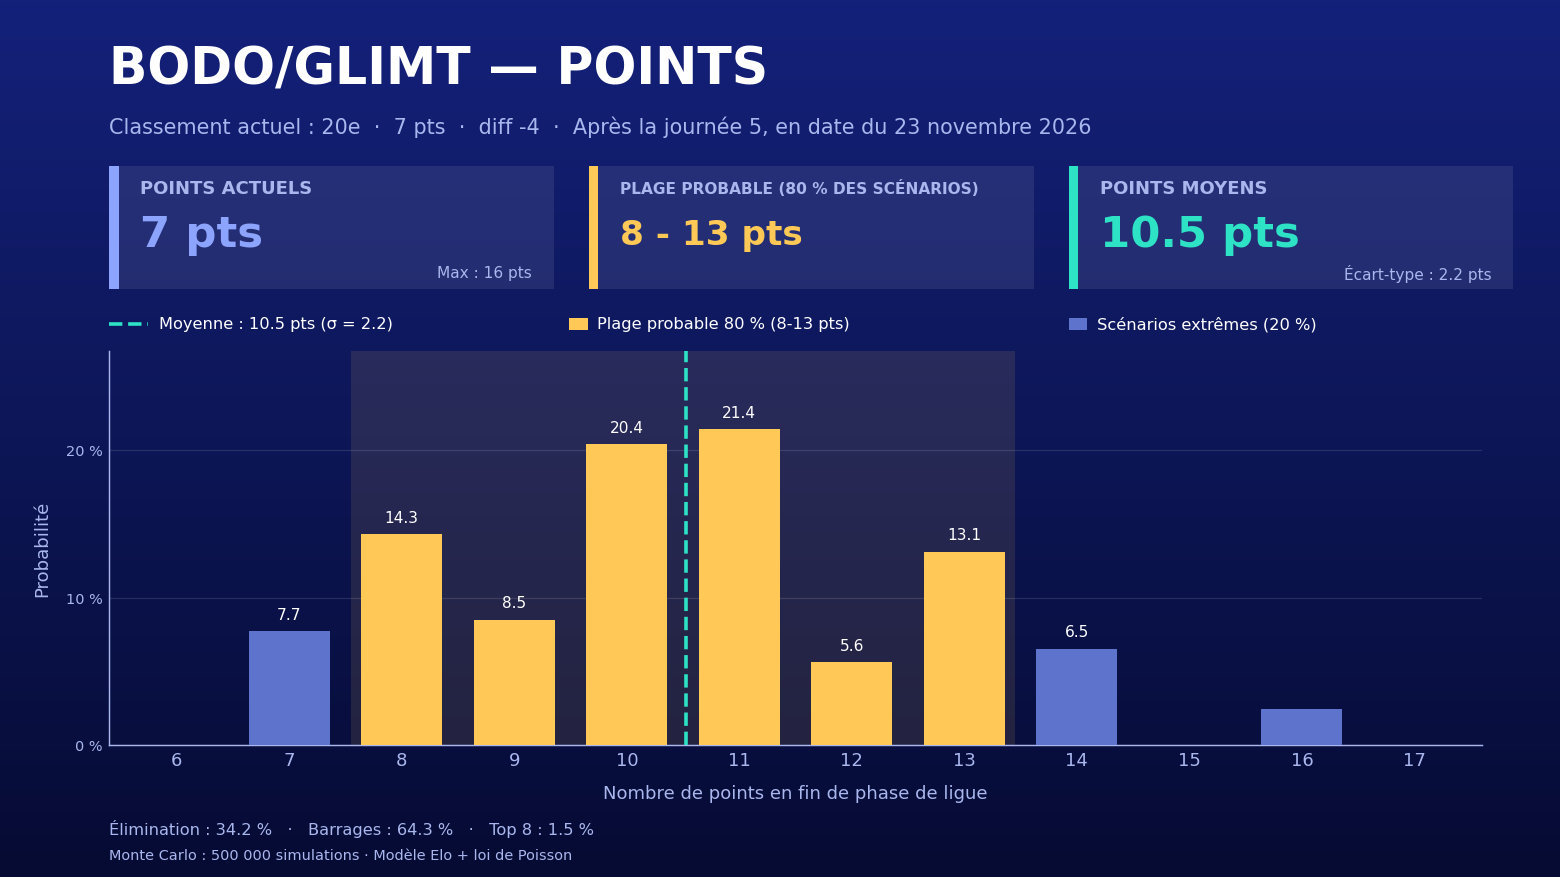 BODO/GLIMT — POINTS
Classement actuel : 20e · 7 pts · diff -4 · Après la journée 5, en date du 23 novembre 2026
POINTS ACTUELS
7 pts
Max : 16 pts
PLAGE PROBABLE (80 % DES SCÉNARIOS)
8 - 13 pts
POINTS MOYENS
10.5 pts
Écart-type : 2.2 pts
Moyenne : 10.5 pts (σ = 2.2)
Plage probable 80 % (8-13 pts)
Scénarios extrêmes (20 %)
Probabilité
20 %
10 %
0 %
7.7
14.3
8.5
20.4
21.4
5.6
13.1
6.5
6 7 8 9 10 11 12 13 14 15 16 17
Nombre de points en fin de phase de ligue
Élimination : 34.2 % · Barrages : 64.3 % · Top 8 : 1.5 %
Monte Carlo : 500 000 simulations · Modèle Elo + loi de Poisson